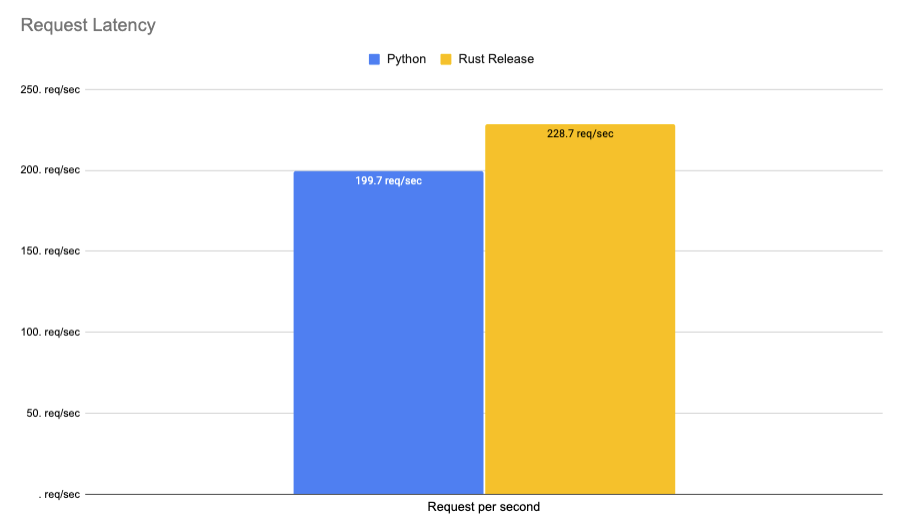 Request Latency
Python Rust Release
250. req/sec
228.7 req/sec
200. req/sec
199.7 req/sec
150. req/sec
100. req/sec
50. req/sec
. req/sec
Request per second